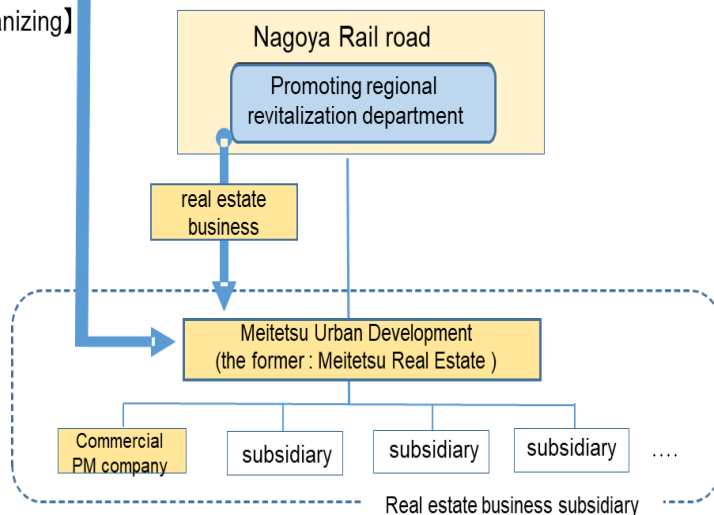 anizing】
Nagoya Rail road
Promoting regional
revitalization department
real estate
business
Meitetsu Urban Development
(the former : Meitetsu Real Estate )
Commercial
PM company
subsidiary
subsidiary
subsidiary
....
Real estate business subsidiary